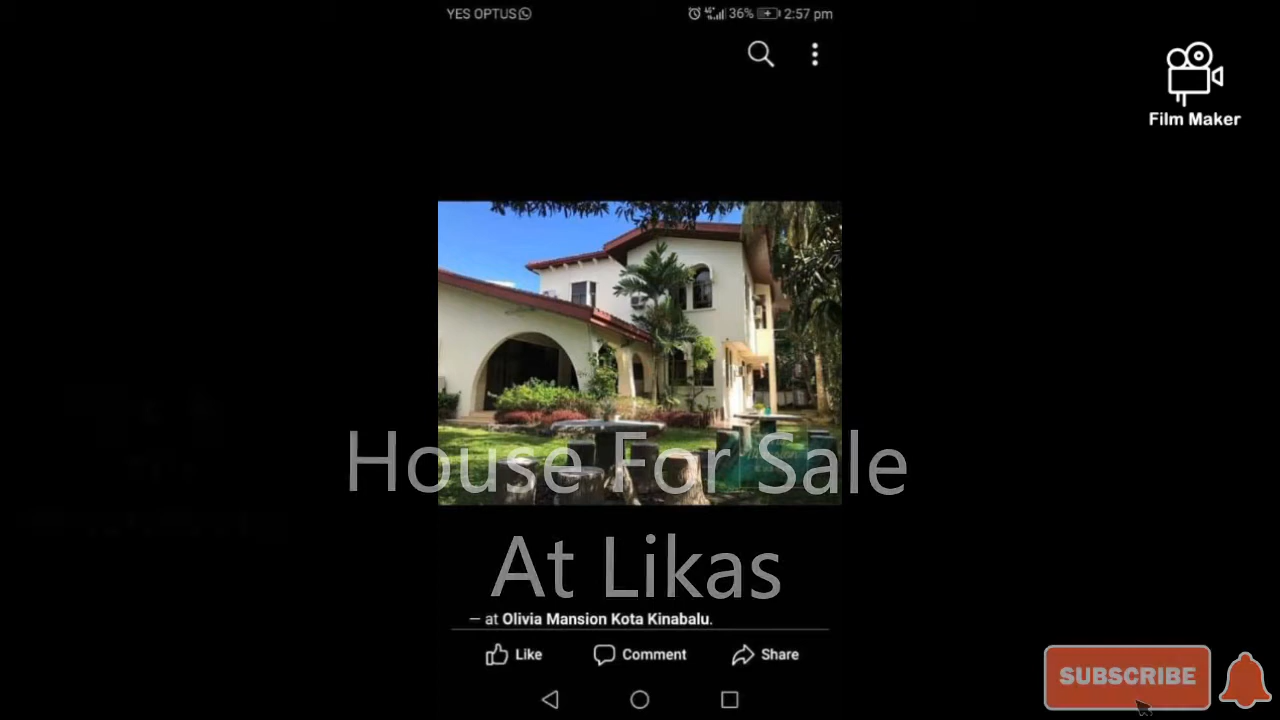 YES OPTUS
36% 2:57 pm
Film Maker
House For Sale
At Likas
— at Olivia Mansion Kota Kinabalu.
Like Comment Share
SUBSCRIBE